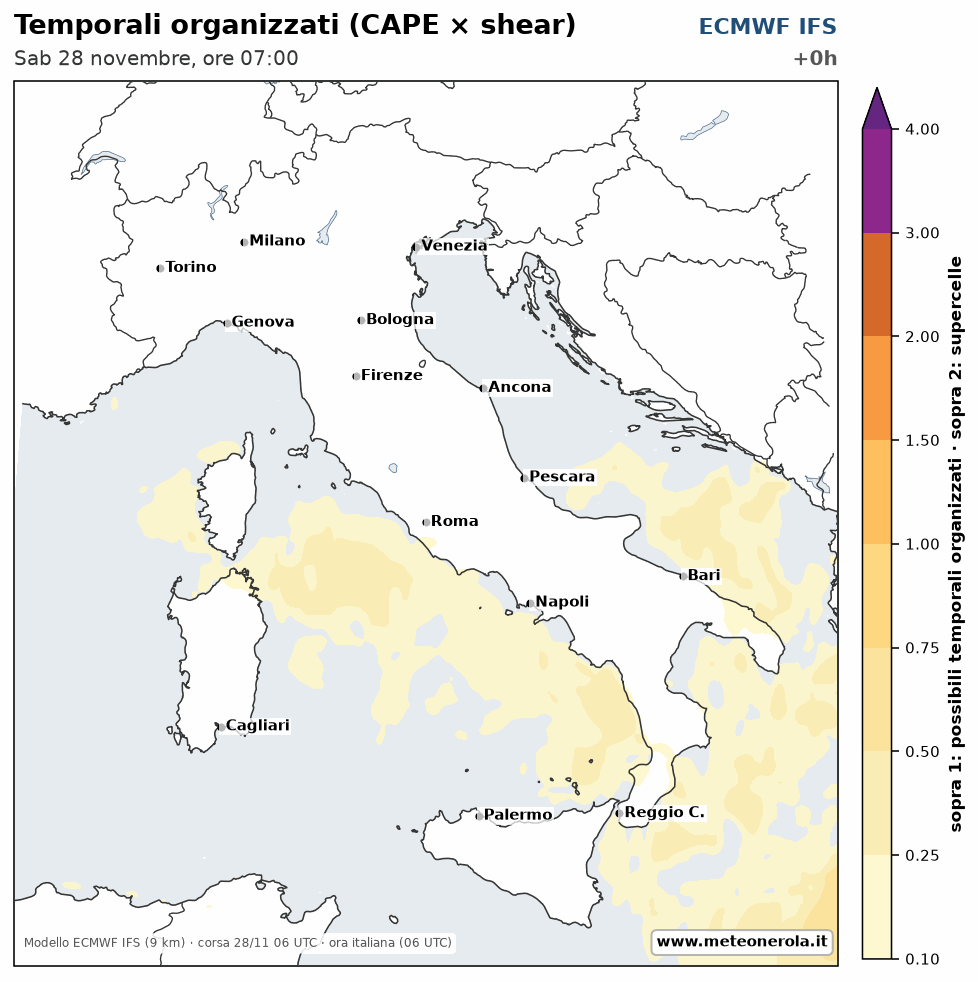 Temporali organizzati (CAPE × shear)
ECMWF IFS
Sab 28 novembre, ore 07:00
+0h
Milano
Venezia
Torino
Genova
Bologna
Firenze
Ancona
Pescara
Roma
Bari
Napoli
Cagliari
Palermo
Reggio C.
4.00
3.00
2.00
1.50
1.00
0.75
0.50
0.25
0.10
sopra 1: possibili temporali organizzati · sopra 2: supercelle
Modello ECMWF IFS (9 km) · corsa 28/11 06 UTC · ora italiana (06 UTC)
www.meteonerola.it